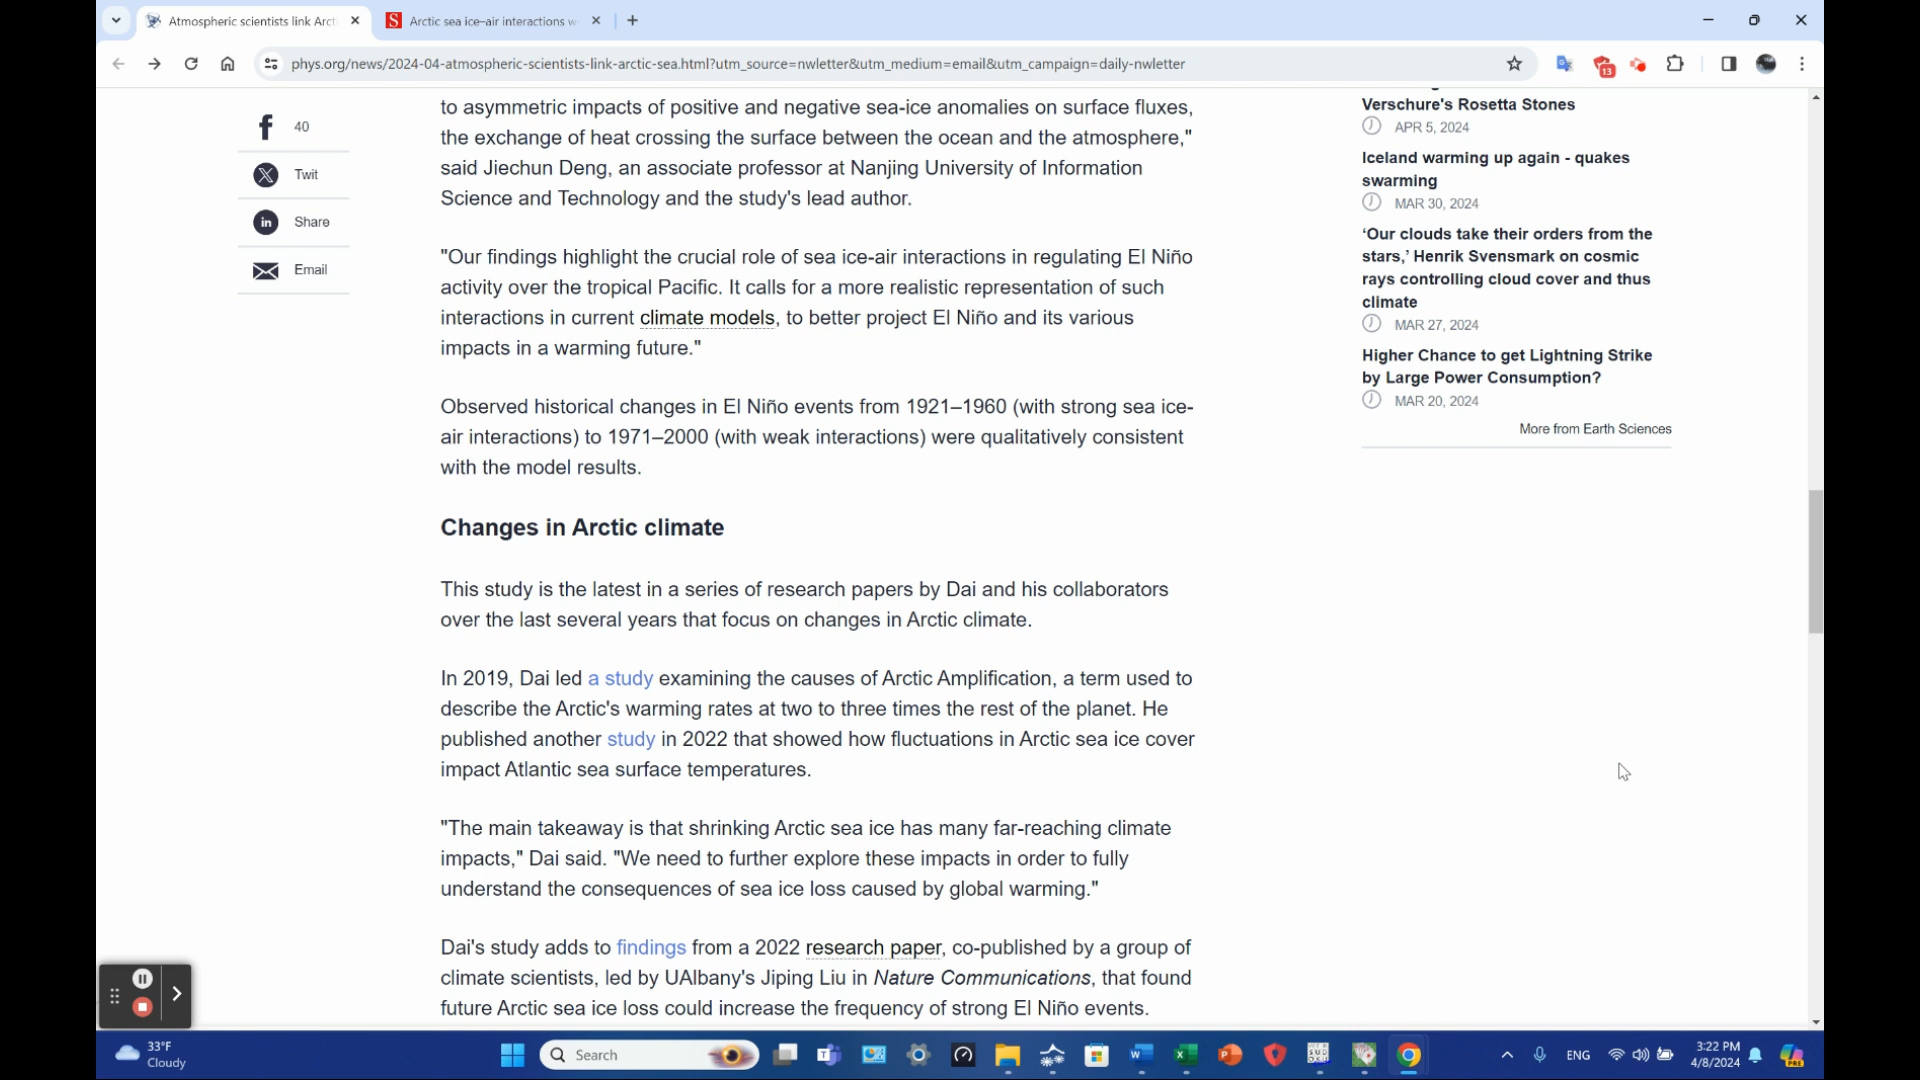 Atmospheric scientists link Arct
Arctic sea ice–air interactions w
phys.org/news/2024-04-atmospheric-scientists-link-arctic-sea.html?utm_source=nwletter&utm_medium=email&utm_campaign=daily-nwletter
13
40
Twit
Share
Email
to asymmetric impacts of positive and negative sea-ice anomalies on surface fluxes,
the exchange of heat crossing the surface between the ocean and the atmosphere,"
said Jiechun Deng, an associate professor at Nanjing University of Information
Science and Technology and the study's lead author.
"Our findings highlight the crucial role of sea ice-air interactions in regulating El Niño
activity over the tropical Pacific. It calls for a more realistic representation of such
interactions in current climate models, to better project El Niño and its various
impacts in a warming future."
Observed historical changes in El Niño events from 1921–1960 (with strong sea ice-
air interactions) to 1971–2000 (with weak interactions) were qualitatively consistent
with the model results.
Changes in Arctic climate
This study is the latest in a series of research papers by Dai and his collaborators
over the last several years that focus on changes in Arctic climate.
In 2019, Dai led a study examining the causes of Arctic Amplification, a term used to
describe the Arctic's warming rates at two to three times the rest of the planet. He
published another study in 2022 that showed how fluctuations in Arctic sea ice cover
impact Atlantic sea surface temperatures.
"The main takeaway is that shrinking Arctic sea ice has many far-reaching climate
impacts," Dai said. "We need to further explore these impacts in order to fully
understand the consequences of sea ice loss caused by global warming."
Dai's study adds to findings from a 2022 research paper, co-published by a group of
climate scientists, led by UAlbany's Jiping Liu in Nature Communications, that found
future Arctic sea ice loss could increase the frequency of strong El Niño events.
Verschure's Rosetta Stones
APR 5, 2024
Iceland warming up again - quakes
swarming
MAR 30, 2024
‘Our clouds take their orders from the
stars,’ Henrik Svensmark on cosmic
rays controlling cloud cover and thus
climate
MAR 27, 2024
Higher Chance to get Lightning Strike
by Large Power Consumption?
MAR 20, 2024
More from Earth Sciences
33°F
Cloudy
Search
ENG
3:22 PM
4/8/2024